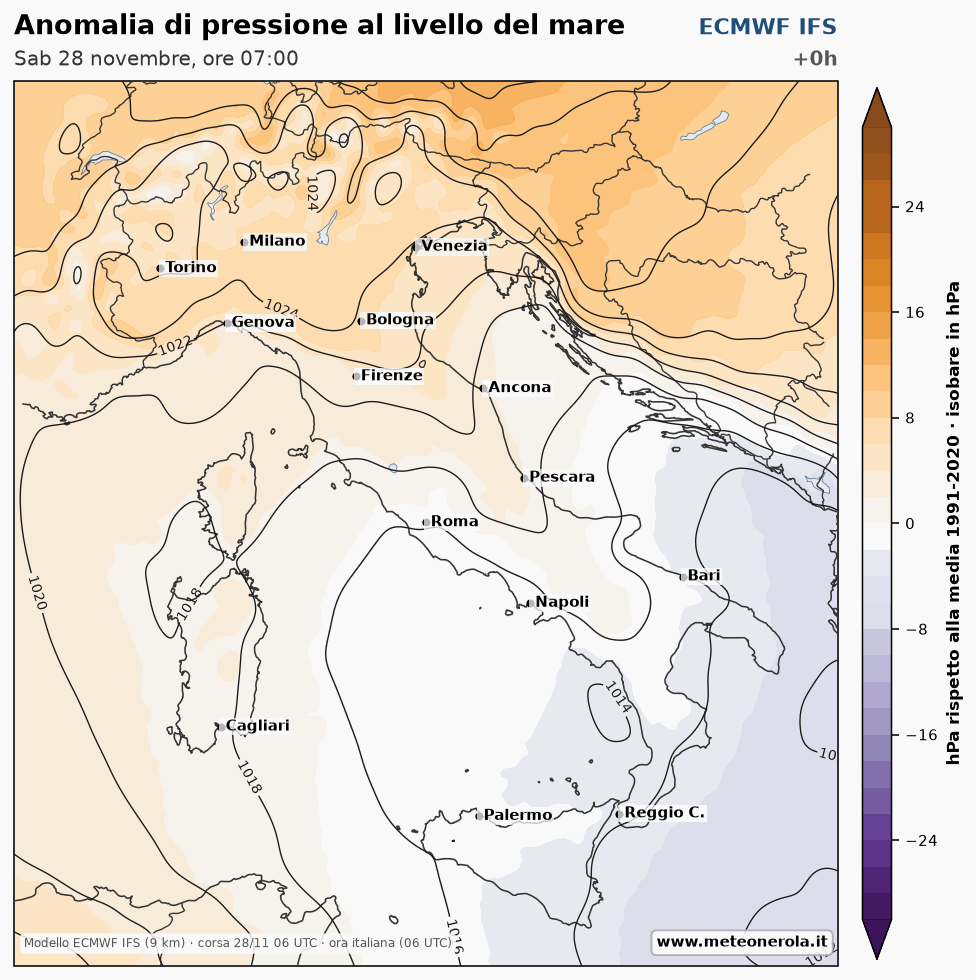 Anomalia di pressione al livello del mare
ECMWF IFS
Sab 28 novembre, ore 07:00
+0h
1024
Milano
Venezia
Torino
1024
Genova
Bologna
1022
Firenze
Ancona
Pescara
Roma
Bari
1020
1018
Napoli
1014
Cagliari
10
1018
Palermo
Reggio C.
1016
Modello ECMWF IFS (9 km) · corsa 28/11 06 UTC · ora italiana (06 UTC)
www.meteonerola.it
24
16
8
0
−8
−16
−24
hPa rispetto alla media 1991-2020 · isobare in hPa